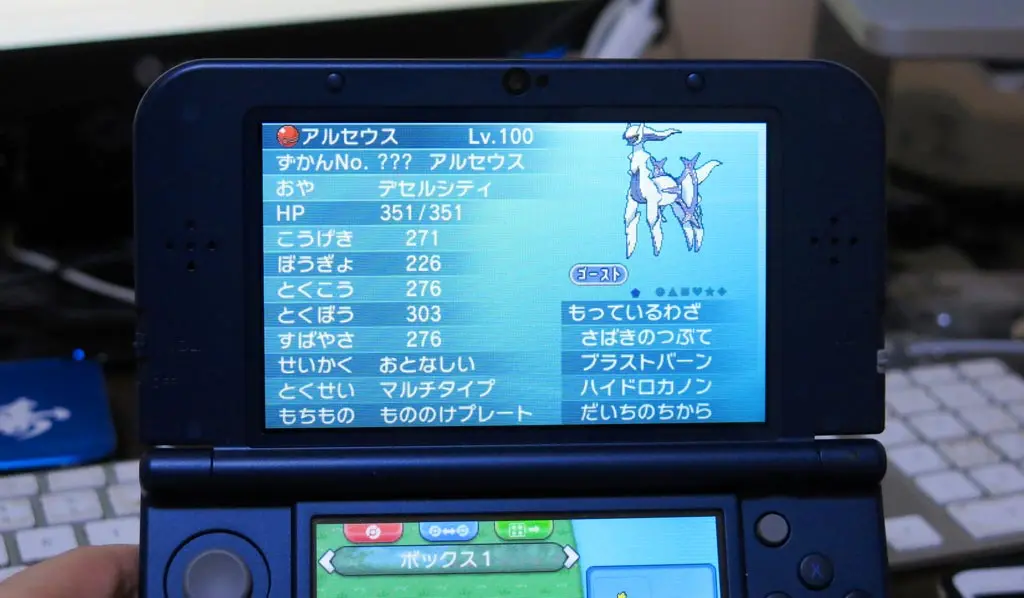 アルセウス Lv.100
ずかんNo. ??? アルセウス
おや デセルシティ
HP 351/351
こうげき 271
ぼうぎょ 226
とくこう 276
とくぼう 303
すばやさ 276
せいかく おとなしい
とくせい マルチタイプ
もちもの もののけプレート
ゴースト
もっているわざ
さばきのつぶて
ブラストバーン
ハイドロカノン
だいちのちから
ボックス1
X